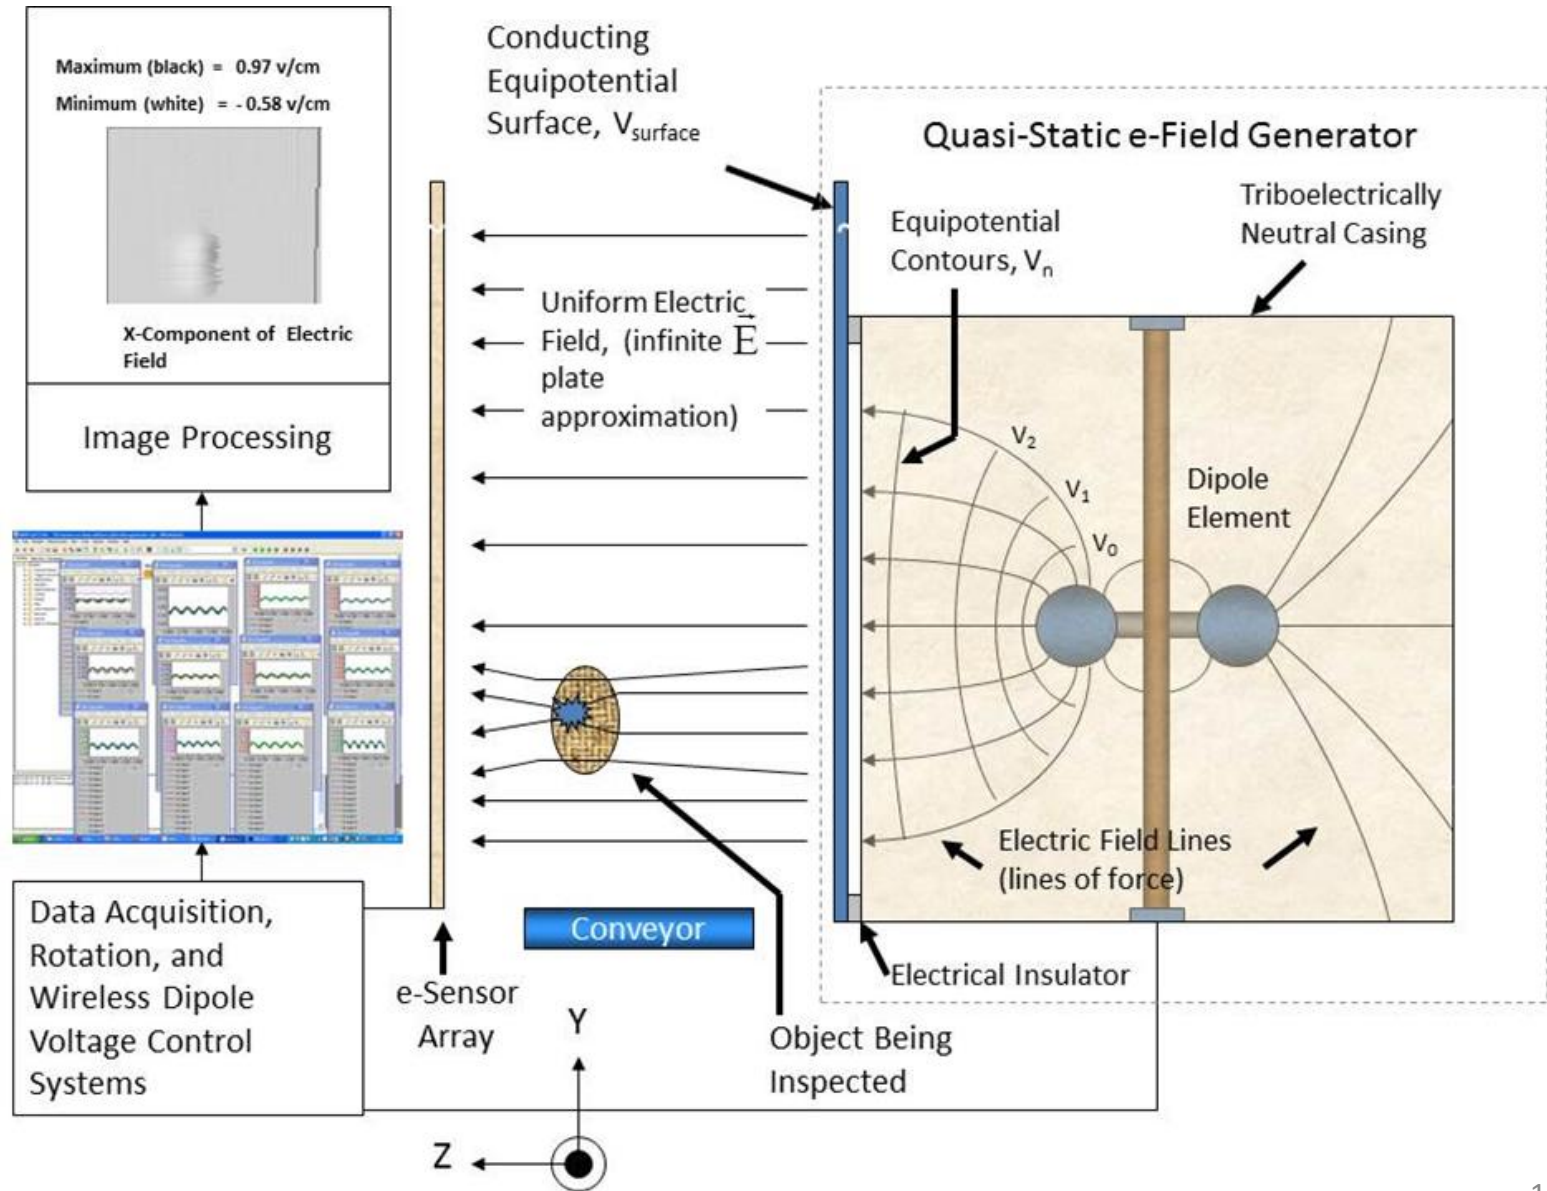 Maximum (black) = 0.97 v/cm
Minimum (white) = - 0.58 v/cm
X-Component of Electric
Field
Image Processing
Data Acquisition,
Rotation, and
Wireless Dipole
Voltage Control
Systems
Conducting
Equipotential
Surface, Vsurface
Uniform Electric
Field, (infinite E⃗
plate
approximation)
Conveyor
e-Sensor
Array
Y
Z
Object Being
Inspected
Quasi-Static e-Field Generator
Equipotential
Contours, Vn
Triboelectrically
Neutral Casing
V2
V1
V0
Dipole
Element
Electric Field Lines
(lines of force)
Electrical Insulator